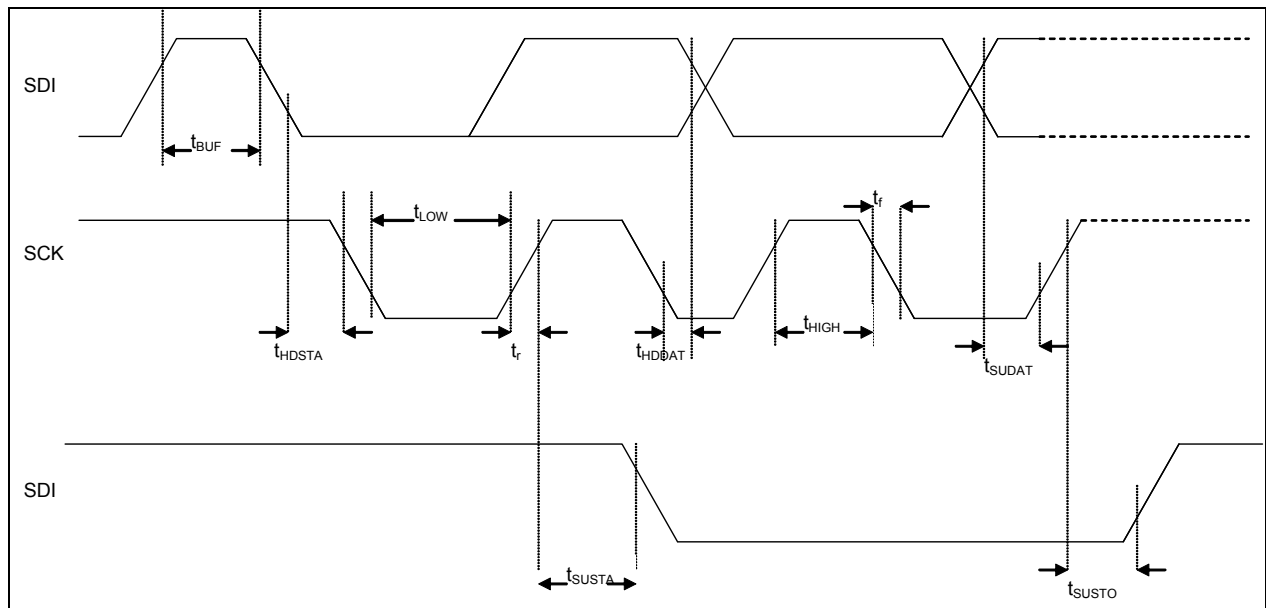 SDI
tBUF
tLOW
tf
SCK
tHDSTA
tr
tHDDAT
tHIGH
tSUDAT
SDI
tSUSTA
tSUSTO